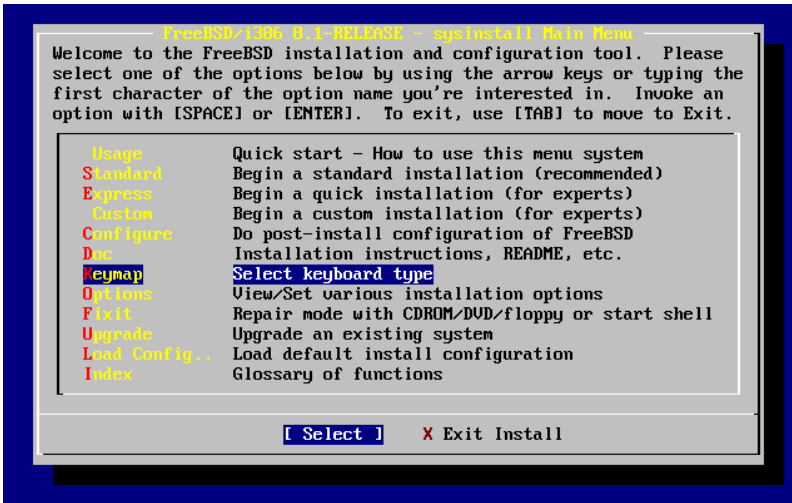 FreeBSD/i386 8.1-RELEASE - sysinstall Main Menu
Welcome to the FreeBSD installation and configuration tool.  Please
select one of the options below by using the arrow keys or typing the
first character of the option name you're interested in.  Invoke an
option with [SPACE] or [ENTER].  To exit, use [TAB] to move to Exit.
Usage Quick start - How to use this menu system
Standard Begin a standard installation (recommended)
Express Begin a quick installation (for experts)
Custom Begin a custom installation (for experts)
Configure Do post-install configuration of FreeBSD
Doc Installation instructions, README, etc.
Keymap Select keyboard type
Options View/Set various installation options
Fixit Repair mode with CDROM/DVD/floppy or start shell
Upgrade Upgrade an existing system
Load Config.. Load default install configuration
Index Glossary of functions
[ Select ] X Exit Install